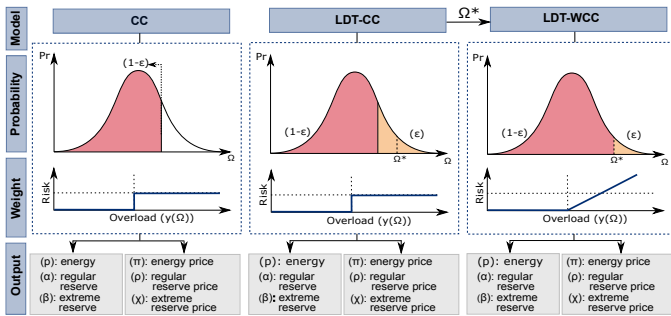 Model
CC
LDT-CC
Ω*
LDT-WCC
Probability
Pr
(1-ε)
Ω
Pr
(1-ε)
(ε)
Ω*
Ω
Pr
(1-ε)
(ε)
Ω*
Ω
Weight
Risk
Overload (y(Ω))
Risk
Overload (y(Ω))
Risk
Overload (y(Ω))
Output
(p): energy
(α): regular
reserve
(β): extreme
reserve
(π): energy price
(ρ): regular
reserve price
(χ): extreme
reserve price
(p): energy
(α): regular
reserve
(β): extreme
reserve
(π): energy price
(ρ): regular
reserve price
(χ): extreme
reserve price
(p): energy
(α): regular
reserve
(β): extreme
reserve
(π): energy price
(ρ): regular
reserve price
(χ): extreme
reserve price